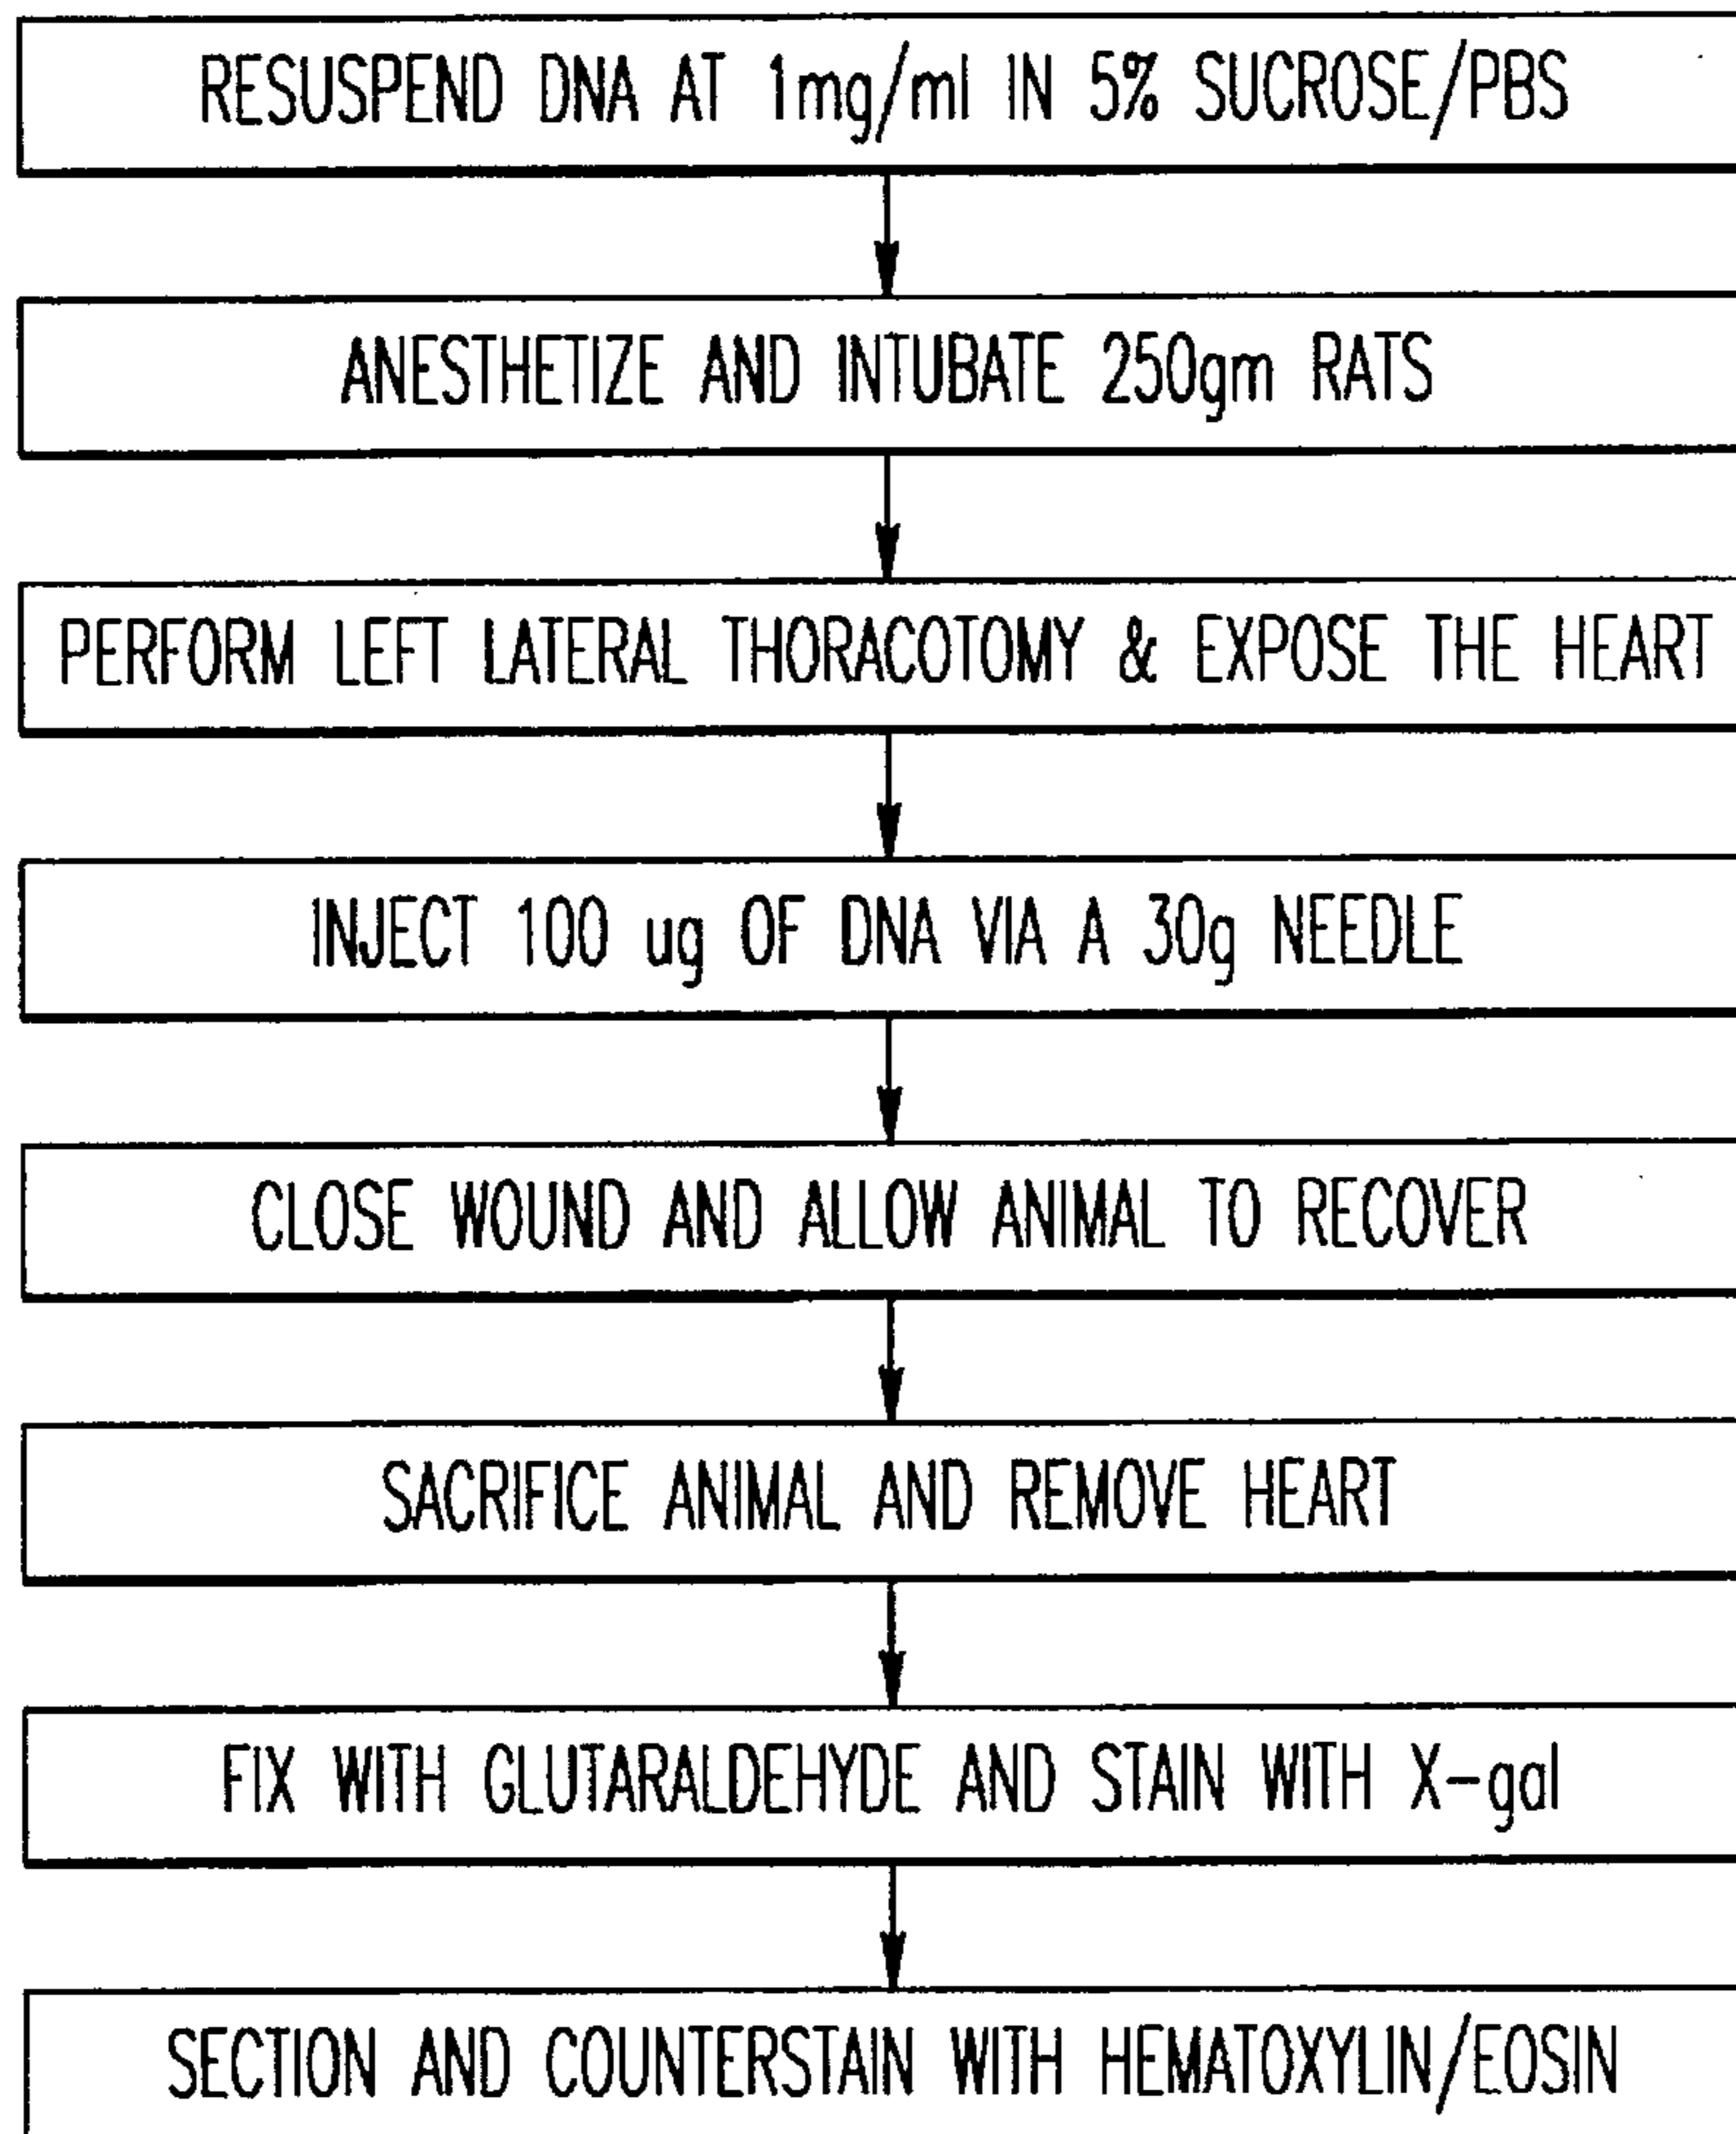 RESUSPEND DNA AT 1mg/ml IN 5% SUCROSE/PBS
ANESTHETIZE AND INTUBATE 250gm RATS
PERFORM LEFT LATERAL THORACOTOMY & EXPOSE THE HEART
INJECT 100 ug OF DNA VIA A 30g NEEDLE
CLOSE WOUND AND ALLOW ANIMAL TO RECOVER
SACRIFICE ANIMAL AND REMOVE HEART
FIX WITH GLUTARALDEHYDE AND STAIN WITH X-gal
SECTION AND COUNTERSTAIN WITH HEMATOXYLIN/EOSIN